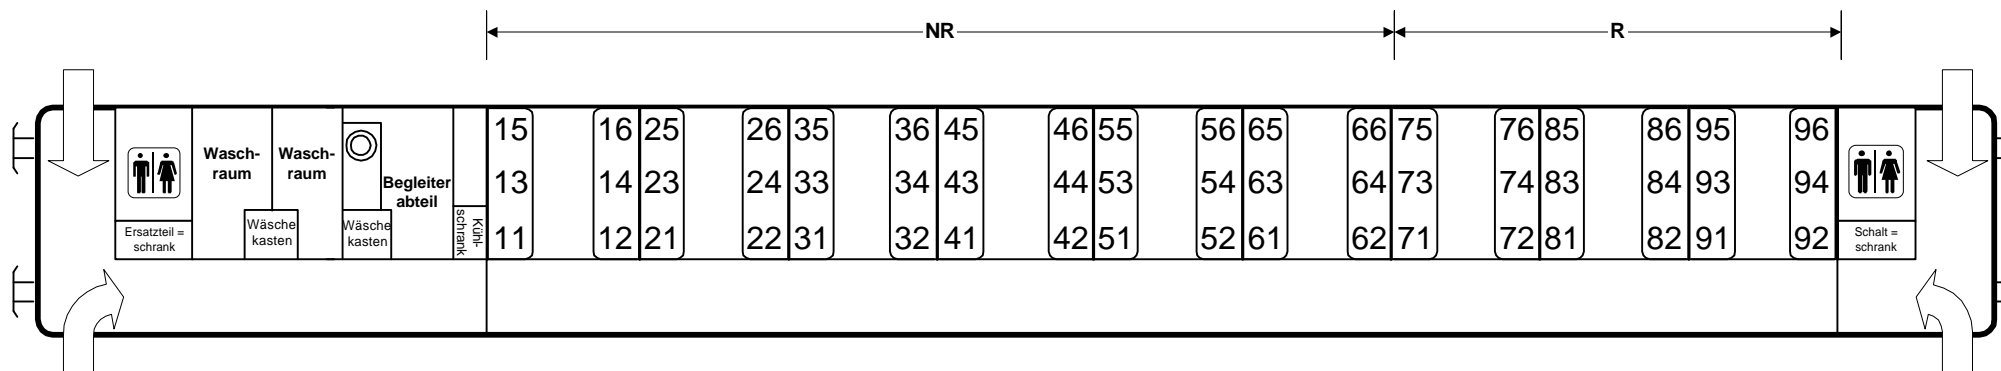 NR R
15 16 25 26 35 36 45 46 55 56 65 66 75 76 85 86 95 96
Wasch-
raum
Wasch-
raum
13 14 23 24 33 34 43 44 53 54 63 64 73 74 83 84 93 94
Begleiter
abteil
11 12 21 22 31 32 41 42 51 52 61 62 71 72 81 82 91 92
Ersatzteil =
schrank
Wäsche
kasten
Wäsche
kasten
Kühl-
schrank
Schalt =
schrank